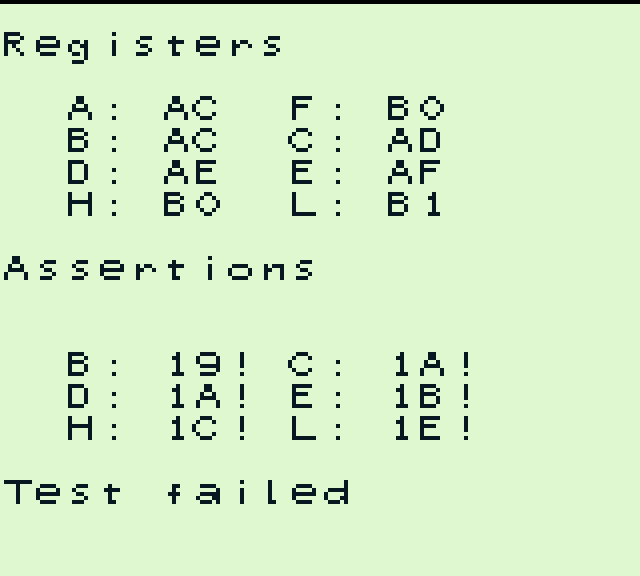 Registers
A: AC F: B0
B: AC C: AD
D: AE E: AF
H: B0 L: B1
Assertions
B: 19! C: 1A!
D: 1A! E: 1B!
H: 1C! L: 1E!
Test failed